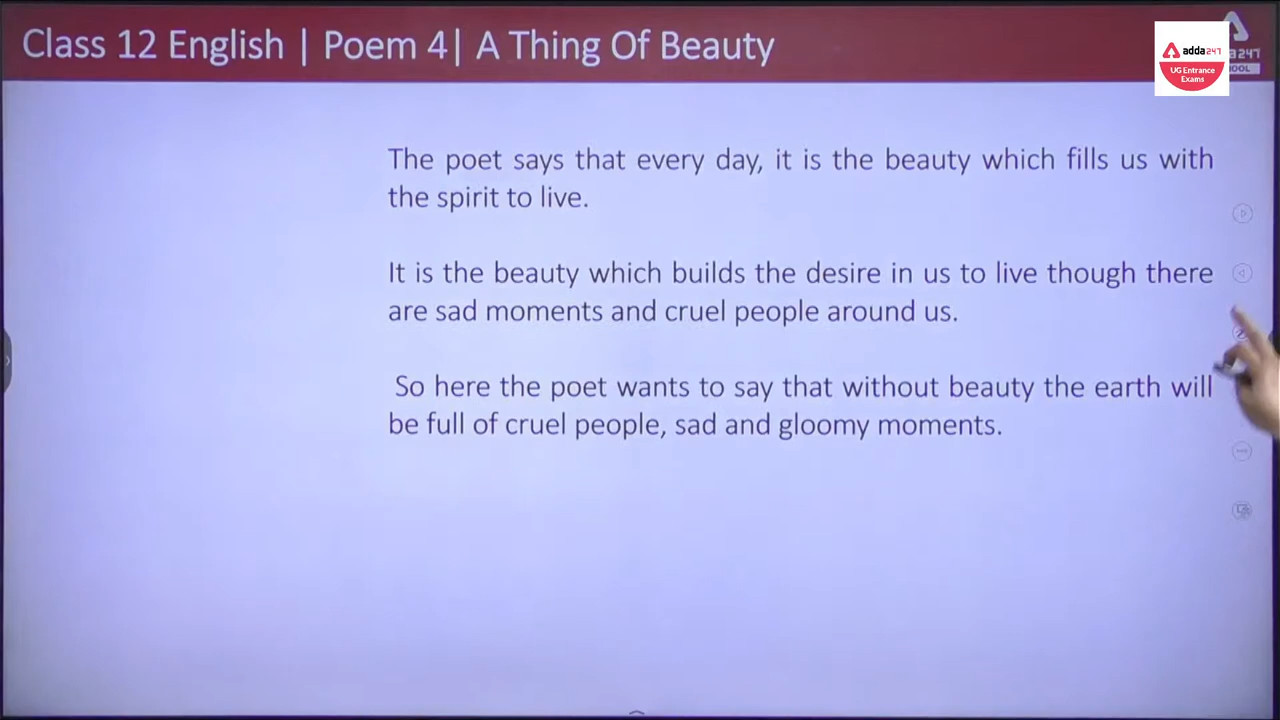 Class 12 English | Poem 4| A Thing Of Beauty
adda247
UG Entrance
Exams
The poet says that every day, it is the beauty which fills us with
the spirit to live.
It is the beauty which builds the desire in us to live though there
are sad moments and cruel people around us.
So here the poet wants to say that without beauty the earth will
be full of cruel people, sad and gloomy moments.